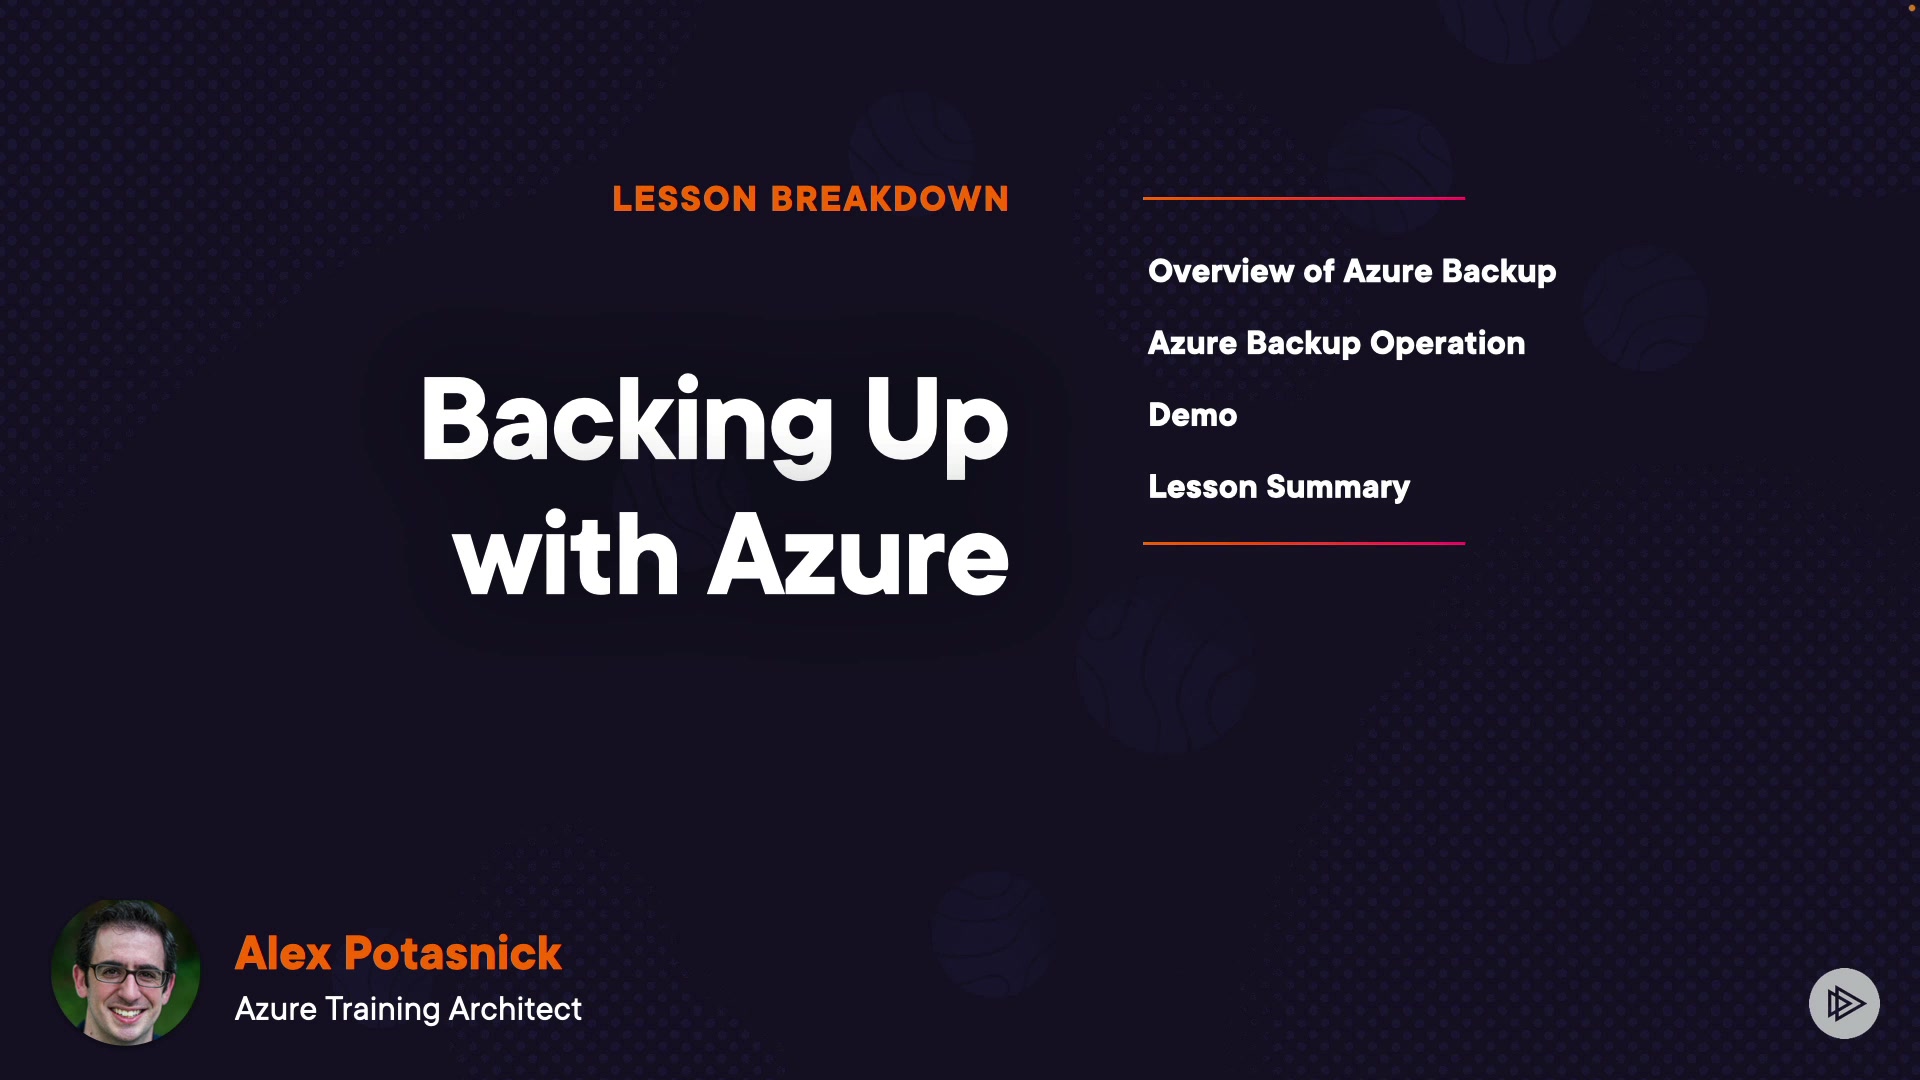 LESSON BREAKDOWN
Backing Up
with Azure
Overview of Azure Backup
Azure Backup Operation
Demo
Lesson Summary
Alex Potasnick
Azure Training Architect